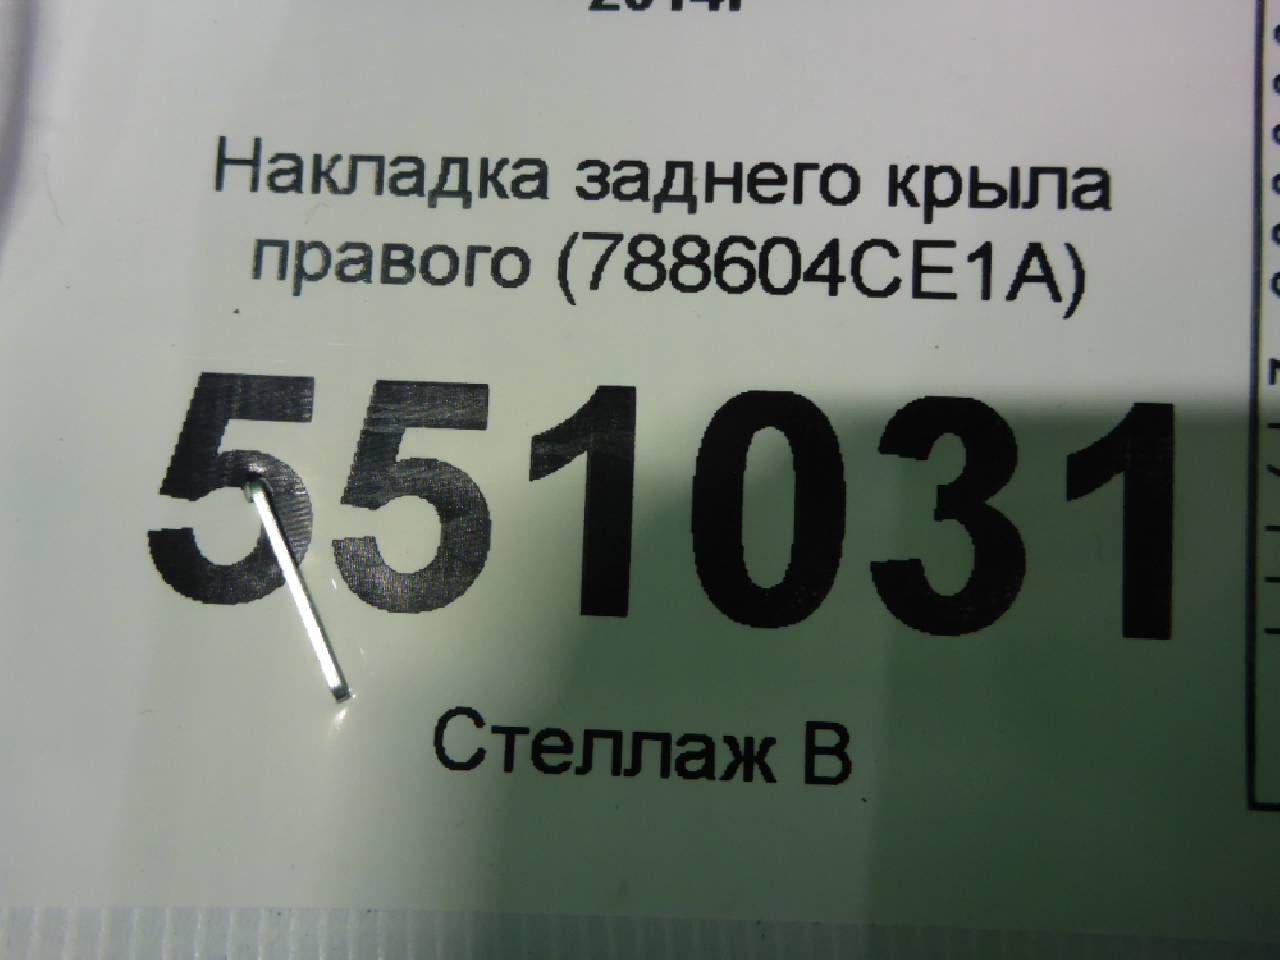 Накладка заднего крыла
правого (788604CE1A)
551031
Стеллаж В